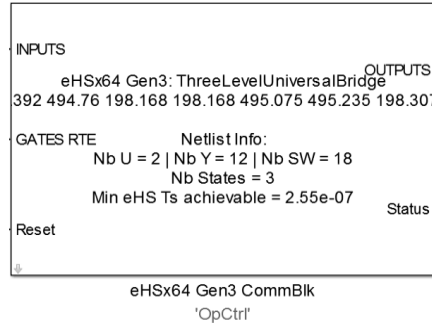 INPUTS
OUTPUTS
eHSx64 Gen3: ThreeLevelUniversalBridge
392 494.76 198.168 198.168 495.075 495.235 198.307
GATES RTE
Netlist Info:
Nb U = 2 | Nb Y = 12 | Nb SW = 18
Nb States = 3
Min eHS Ts achievable = 2.55e-07
Status
Reset
eHSx64 Gen3 CommBlk
'OpCtrl'